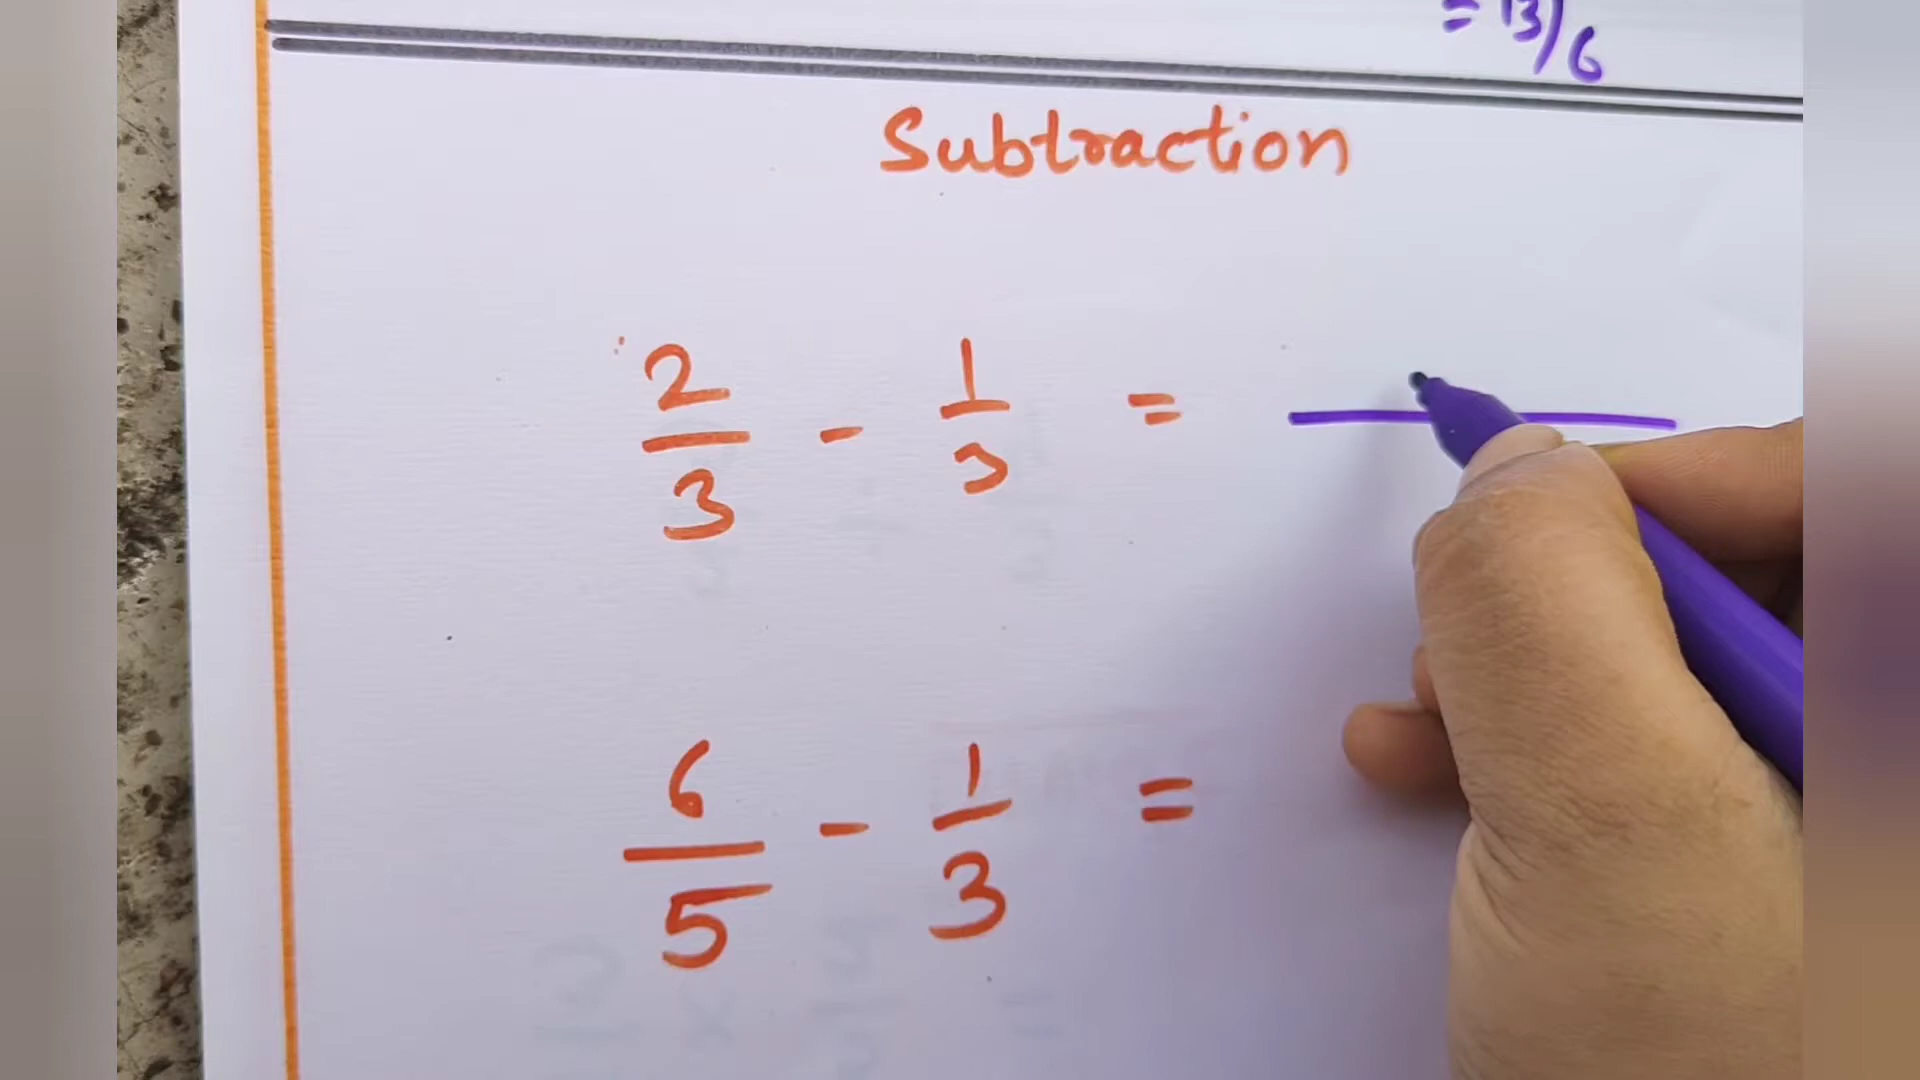 = 13/6
Subtraction
2/3 - 1/3 =
6/5 - 1/3 =